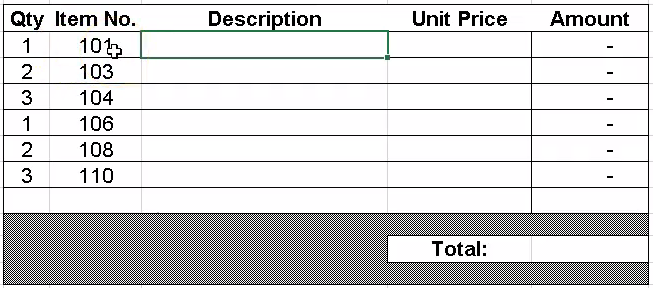 Qty Item No. Description Unit Price Amount
1 101 -
2 103 -
3 104 -
1 106 -
2 108 -
3 110 -
Total: